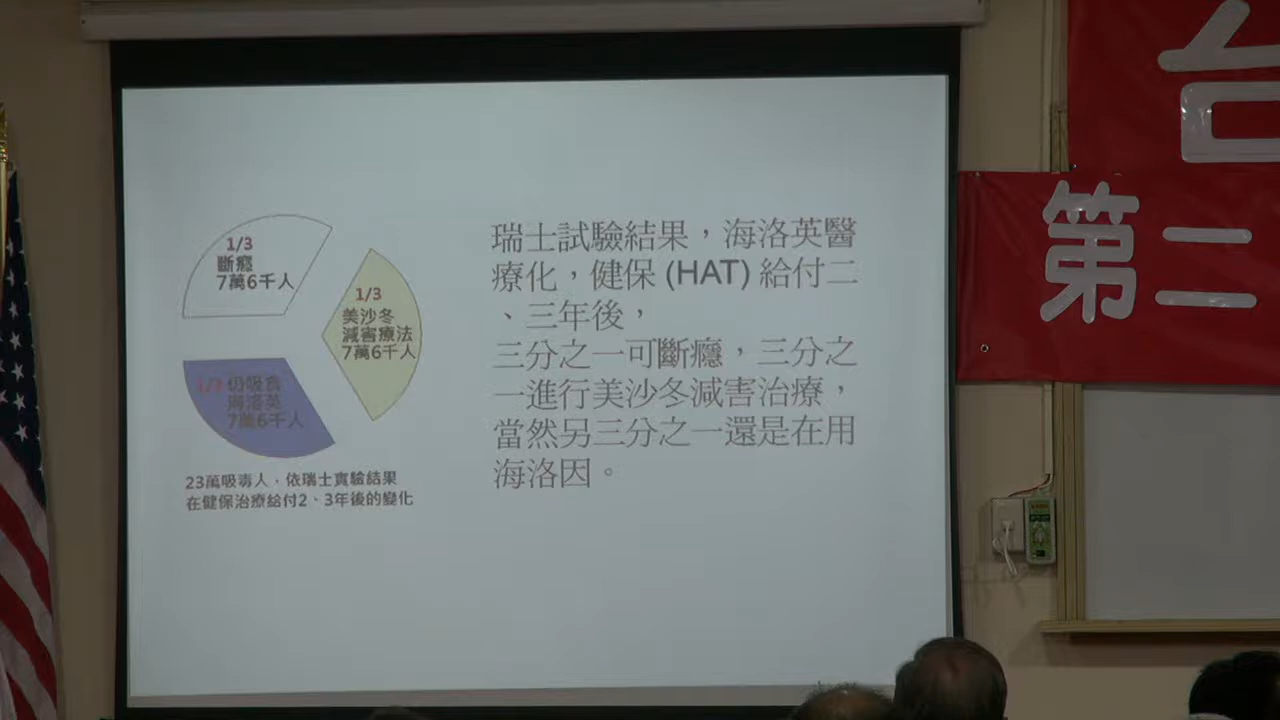 1/3
斷癮
7萬6千人
1/3
美沙冬
減害療法
7萬6千人
1/3 仍吸食
海洛英
7萬6千人
23萬吸毒人，依瑞士實驗結果
在健保治療給付2、3年後的變化
瑞士試驗結果，海洛英醫
療化，健保 (HAT) 給付二
、三年後，
三分之一可斷癮，三分之
一進行美沙冬減害治療，
當然另三分之一還是在用
海洛因。
台
第二